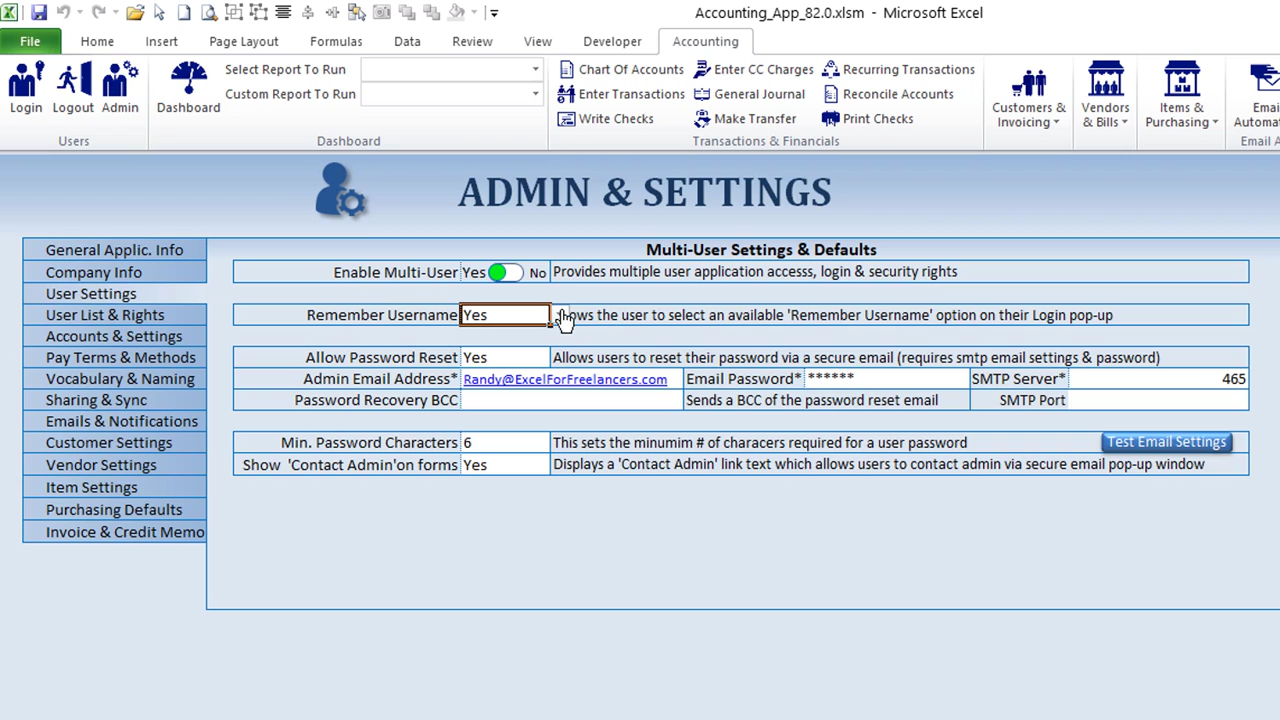 Accounting_App_82.0.xlsm - Microsoft Excel
File Home Insert Page Layout Formulas Data Review View Developer Accounting
Select Report To Run
Custom Report To Run
Login Logout Admin Dashboard
Users Dashboard
Chart Of Accounts Enter CC Charges Recurring Transactions
Enter Transactions General Journal Reconcile Accounts
Write Checks Make Transfer Print Checks
Transactions & Financials
Customers & Invoicing
Vendors & Bills
Items & Purchasing
Email
Email
ADMIN & SETTINGS
General Applic. Info
Company Info
User Settings
User List & Rights
Accounts & Settings
Pay Terms & Methods
Vocabulary & Naming
Sharing & Sync
Emails & Notifications
Customer Settings
Vendor Settings
Item Settings
Purchasing Defaults
Invoice & Credit Memo
Multi-User Settings & Defaults
Enable Multi-User Yes No Provides multiple user application accesss, login & security rights
Remember Username Yes the user to select an available 'Remember Username' option on their Login pop-up
Allow Password Reset Yes Allows users to reset their password via a secure email (requires smtp email settings & password)
Admin Email Address* Randy@ExcelForFreelancers.com Email Password* ****** SMTP Server* 465
Password Recovery BCC Sends a BCC of the password reset email SMTP Port
Min. Password Characters 6 This sets the minumim # of characers required for a user password Test Email Settings
Show 'Contact Admin'on forms Yes Displays a 'Contact Admin' link text which allows users to contact admin via secure email pop-up window